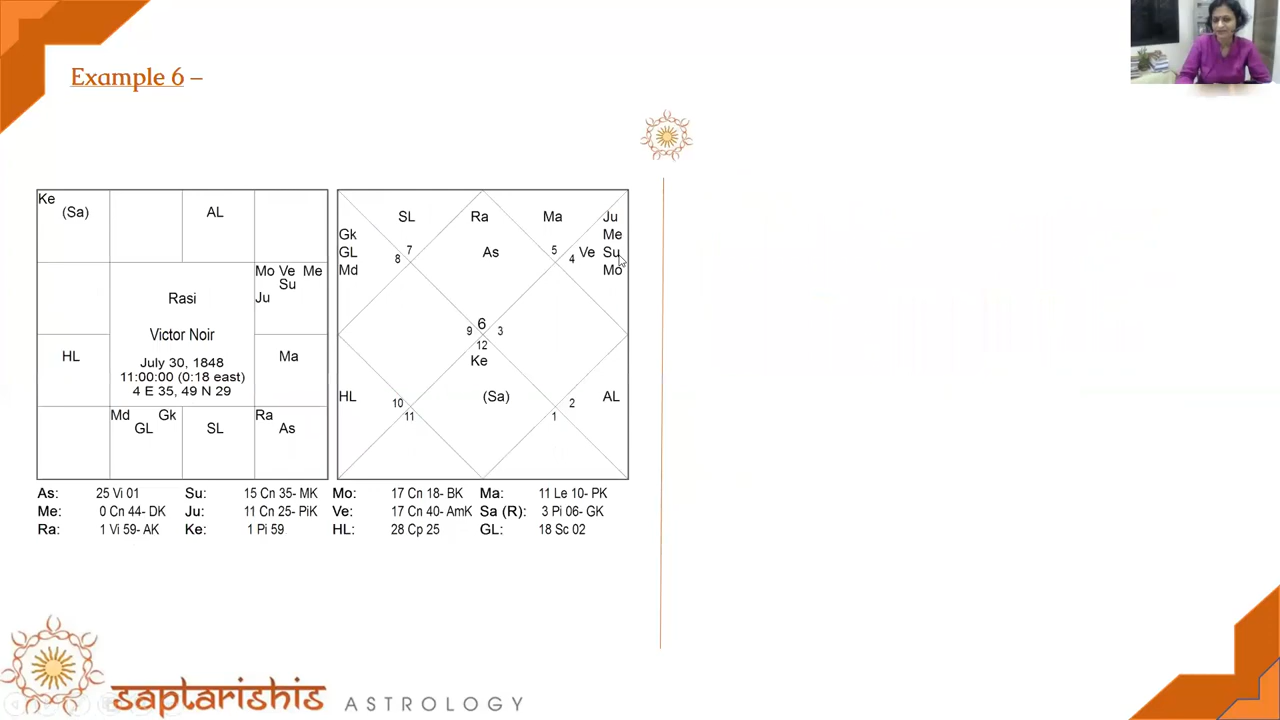 Example 6 –
Ke
(Sa)
AL
Mo Ve Me
Su
Ju
Rasi
Victor Noir
July 30, 1848
11:00:00 (0:18 east)
4 E 35, 49 N 29
HL
Ma
Md Gk
GL
SL
Ra
As
SL
Ra
Ma
Ju
Gk
Me
GL
As
Ve Su
Md
Mo
7
8
5
4
6
9
3
12
Ke
HL
(Sa)
AL
10
2
11
1
As: 25 Vi 01 Su: 15 Cn 35- MK Mo: 17 Cn 18- BK Ma: 11 Le 10- PK
Me: 0 Cn 44- DK Ju: 11 Cn 25- PiK Ve: 17 Cn 40- AmK Sa (R): 3 Pi 06- GK
Ra: 1 Vi 59- AK Ke: 1 Pi 59 HL: 28 Cp 25 GL: 18 Sc 02
saptarishis ASTROLOGY